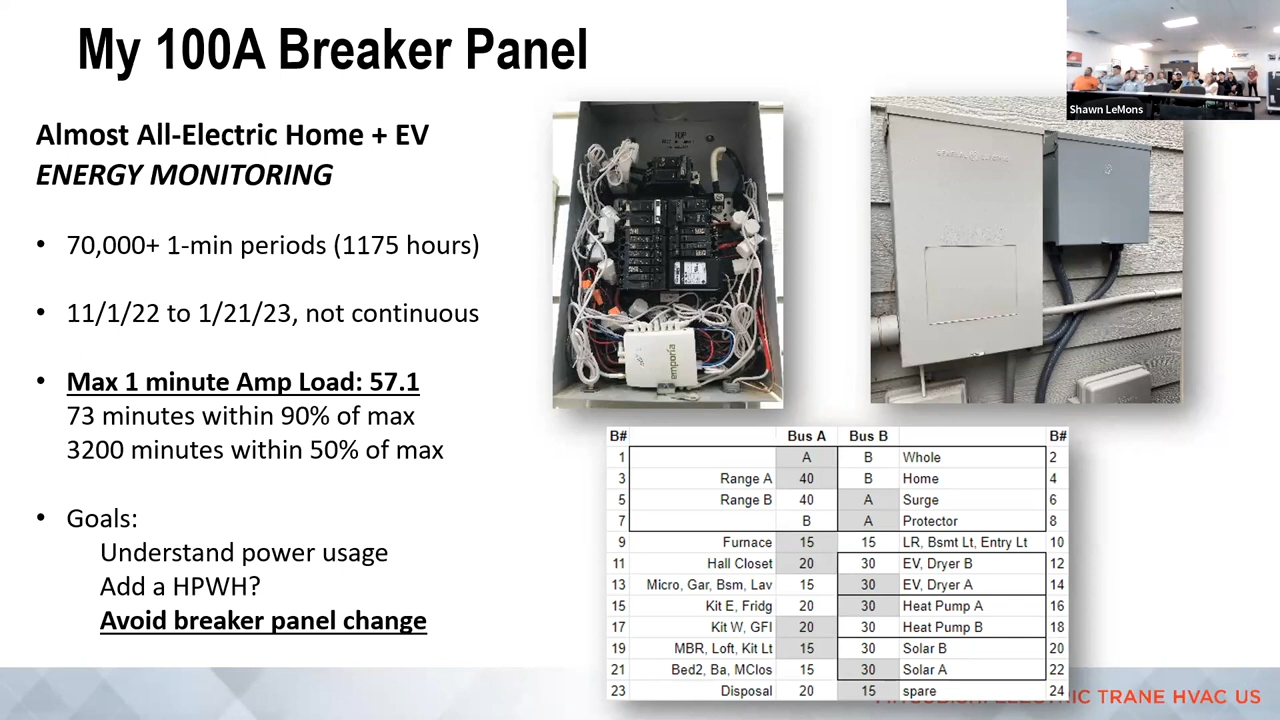 My 100A Breaker Panel
Shawn LeMons
Almost All-Electric Home + EV
ENERGY MONITORING
• 70,000+ 1-min periods (1175 hours)
• 11/1/22 to 1/21/23, not continuous
• Max 1 minute Amp Load: 57.1
73 minutes within 90% of max
3200 minutes within 50% of max
• Goals:
Understand power usage
Add a HPWH?
Avoid breaker panel change
emporia
B# Bus A Bus B B#
1 A B Whole 2
3 Range A 40 B Home 4
5 Range B 40 A Surge 6
7 B A Protector 8
9 Furnace 15 15 LR, Bsmt Lt, Entry Lt 10
11 Hall Closet 20 30 EV, Dryer B 12
13 Micro, Gar, Bsm, Lav 15 30 EV, Dryer A 14
15 Kit E, Fridg 20 30 Heat Pump A 16
17 Kit W, GFI 20 30 Heat Pump B 18
19 MBR, Loft, Kit Lt 15 30 Solar B 20
21 Bed2, Ba, MClos 15 30 Solar A 22
23 Disposal 20 15 spare 24
TRANE HVAC US